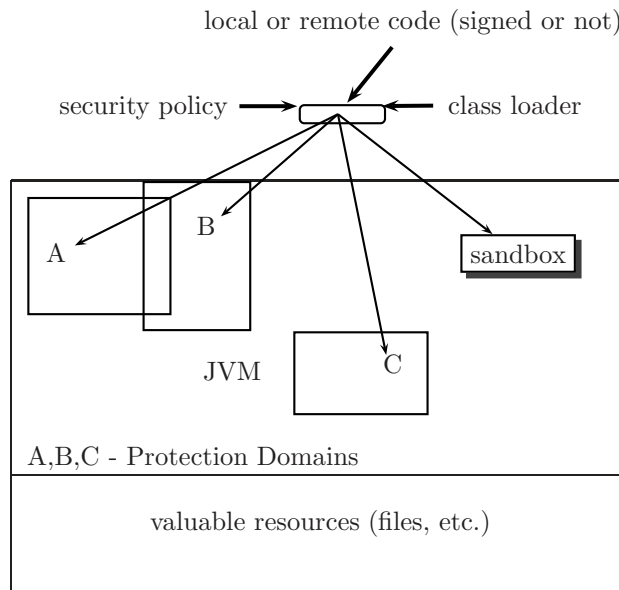 local or remote code (signed or not)
security policy
class loader
A
B
sandbox
JVM
C
A,B,C - Protection Domains
valuable resources (files, etc.)